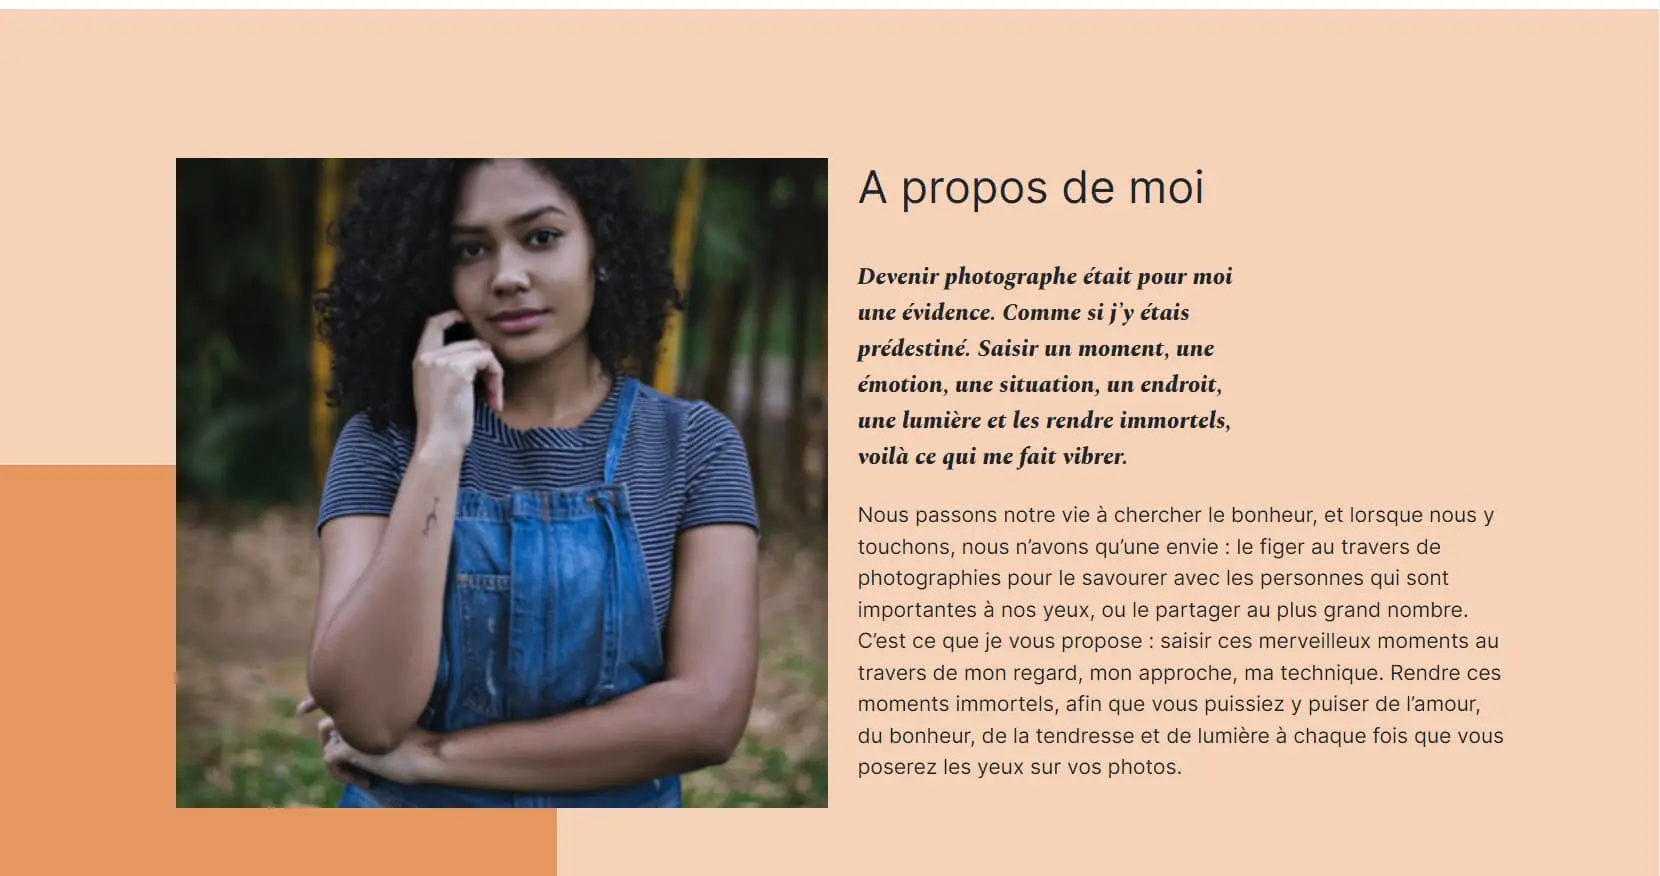 A propos de moi
Devenir photographe était pour moi
une évidence. Comme si j’y étais
prédestiné. Saisir un moment, une
émotion, une situation, un endroit,
une lumière et les rendre immortels,
voilà ce qui me fait vibrer.
Nous passons notre vie à chercher le bonheur, et lorsque nous y
touchons, nous n’avons qu’une envie : le figer au travers de
photographies pour le savourer avec les personnes qui sont
importantes à nos yeux, ou le partager au plus grand nombre.
C’est ce que je vous propose : saisir ces merveilleux moments au
travers de mon regard, mon approche, ma technique. Rendre ces
moments immortels, afin que vous puissiez y puiser de l’amour,
du bonheur, de la tendresse et de lumière à chaque fois que vous
poserez les yeux sur vos photos.